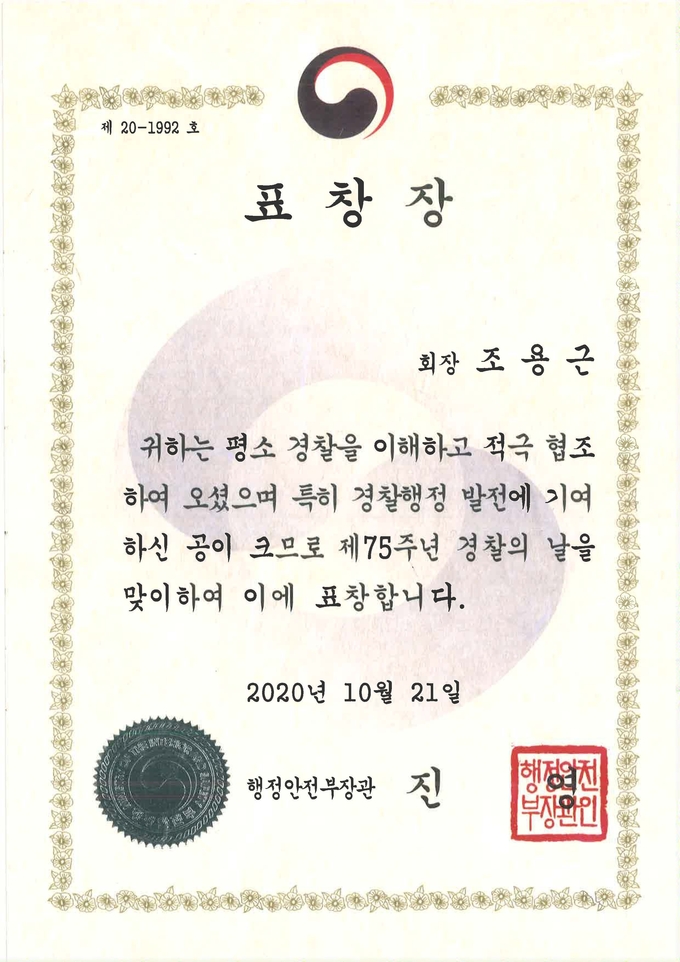 제 20-1992 호
표 창 장
회장 조 용 근
귀하는 평소 경찰을 이해하고 적극 협조
하여 오셨으며 특히 경찰행정 발전에 기여
하신 공이 크므로 제75주년 경찰의 날을
맞이하여 이에 표창합니다.
2020년 10월 21일
행정안전부장관 진 영
행정안전
부장관인